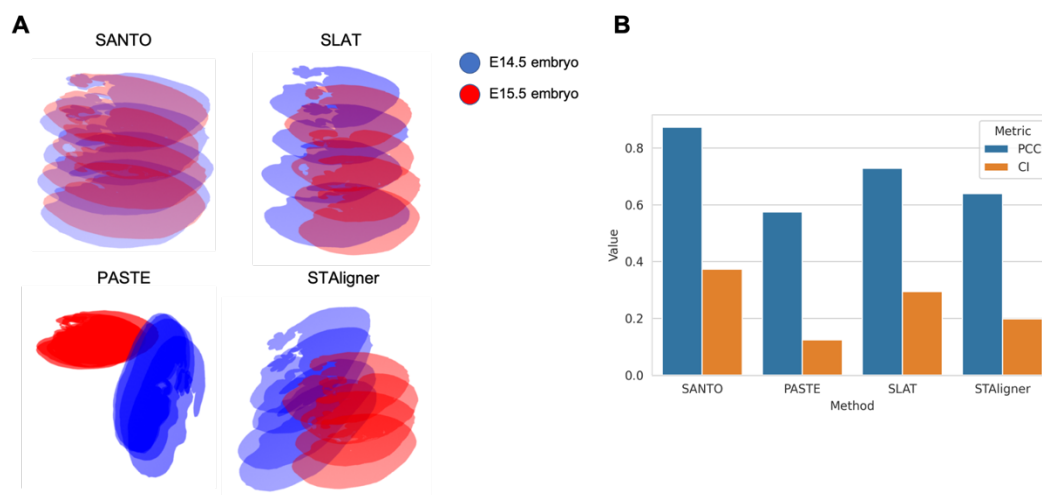 A
SANTO
SLAT
E14.5 embryo
E15.5 embryo
PASTE
STAligner
B
Metric
PCC
CI
Value
0.8
0.6
0.4
0.2
0.0
SANTO
PASTE
SLAT
STAligner
Method